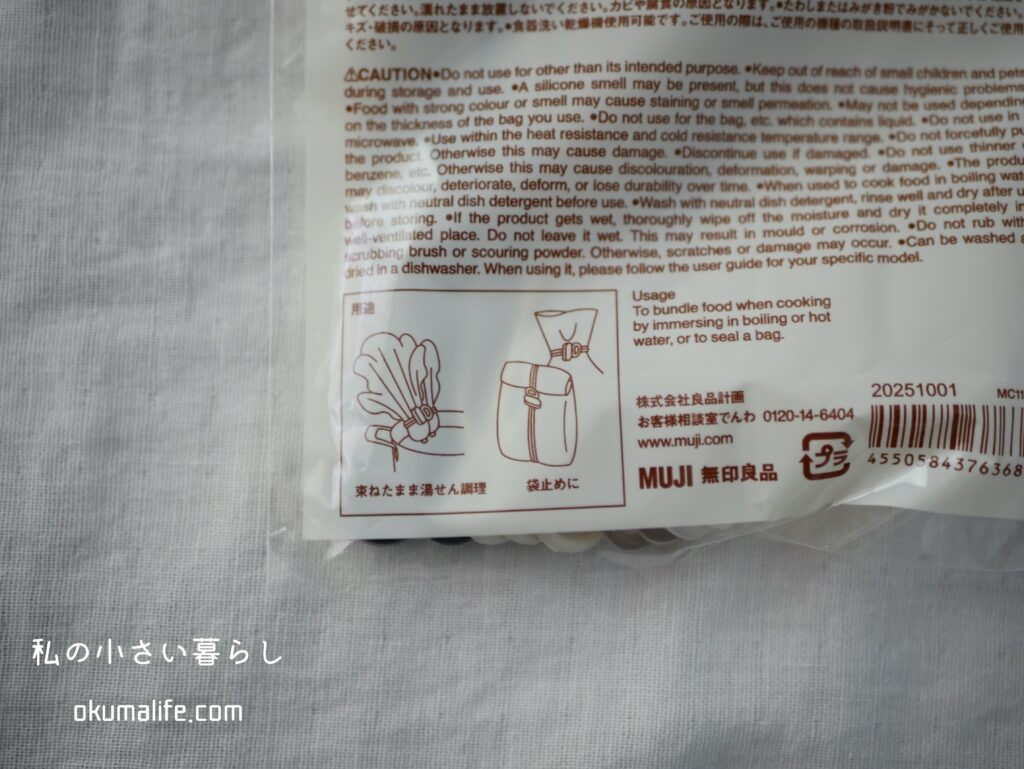 せてください。濡れたまま放置しないでください。カビや腐食の原因となります。●たわしまたはみがき粉でみがかないでください。
キズ・破損の原因となります。●食器洗い乾燥機使用可能です。ご使用の際は、ご使用の機種の取扱説明書にそって正しくご使用
ください。
⚠CAUTION●Do not use for other than its intended purpose. ●Keep out of reach of small children and pets
during storage and use. ●A silicone smell may be present, but this does not cause hygienic problems
●Food with strong colour or smell may cause staining or smell permeation. ●May not be used depending
on the thickness of the bag you use. ●Do not use for the bag, etc. which contains liquid. ●Do not use in
microwave. ●Use within the heat resistance and cold resistance temperature range. ●Do not forcefully pu
the product. Otherwise this may cause damage. ●Discontinue use if damaged. ●Do not use thinner
benzene, etc. Otherwise this may cause discolouration, deformation, warping or damage. ●The produ
may discolour, deteriorate, deform, or lose durability over time. ●When used to cook food in boiling wate
wash with neutral dish detergent before use. ●Wash with neutral dish detergent, rinse well and dry after u
before storing. ●If the product gets wet, thoroughly wipe off the moisture and dry it completely in
well-ventilated place. Do not leave it wet. This may result in mould or corrosion. ●Do not rub with
scrubbing brush or scouring powder. Otherwise, scratches or damage may occur. ●Can be washed a
dried in a dishwasher. When using it, please follow the user guide for your specific model.
用途
束ねたまま湯せん調理
袋止めに
Usage
To bundle food when cooking
by immersing in boiling or hot
water, or to seal a bag.
株式会社良品計画
お客様相談室でんわ 0120-14-6404
www.muji.com
MUJI 無印良品
プラ
20251001
MC11
4550584376368
私の小さい暮らし
okumalife.com